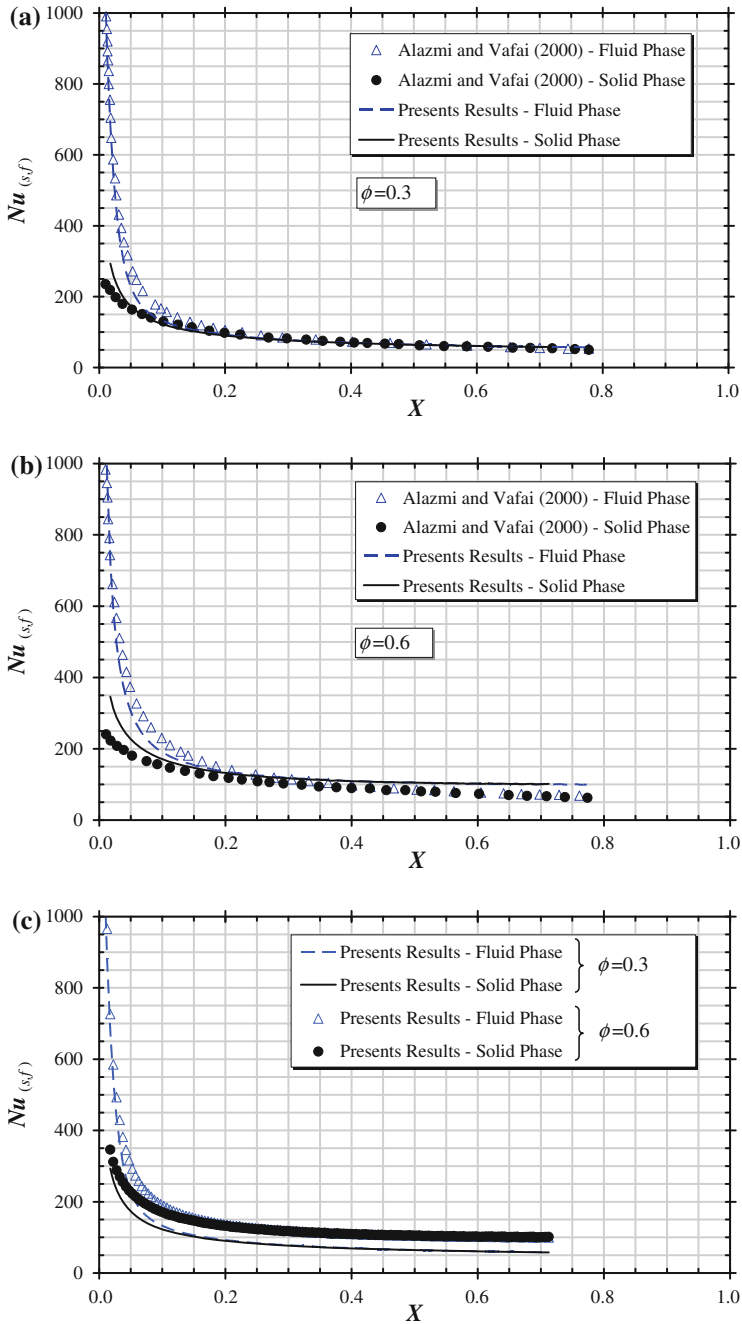 (a)
1000
800
600
400
200
0
Nu (s,f)
Alazmi and Vafai (2000) - Fluid Phase
Alazmi and Vafai (2000) - Solid Phase
Presents Results - Fluid Phase
Presents Results - Solid Phase
ϕ=0.3
0.0 0.2 0.4 0.6 0.8 1.0
X
(b)
1000
800
600
400
200
0
Nu (s,f)
Alazmi and Vafai (2000) - Fluid Phase
Alazmi and Vafai (2000) - Solid Phase
Presents Results - Fluid Phase
Presents Results - Solid Phase
ϕ=0.6
0.0 0.2 0.4 0.6 0.8 1.0
X
(c)
1000
800
600
400
200
0
Nu (s,f)
Presents Results - Fluid Phase
Presents Results - Solid Phase
ϕ=0.3
Presents Results - Fluid Phase
Presents Results - Solid Phase
ϕ=0.6
0.0 0.2 0.4 0.6 0.8 1.0
X